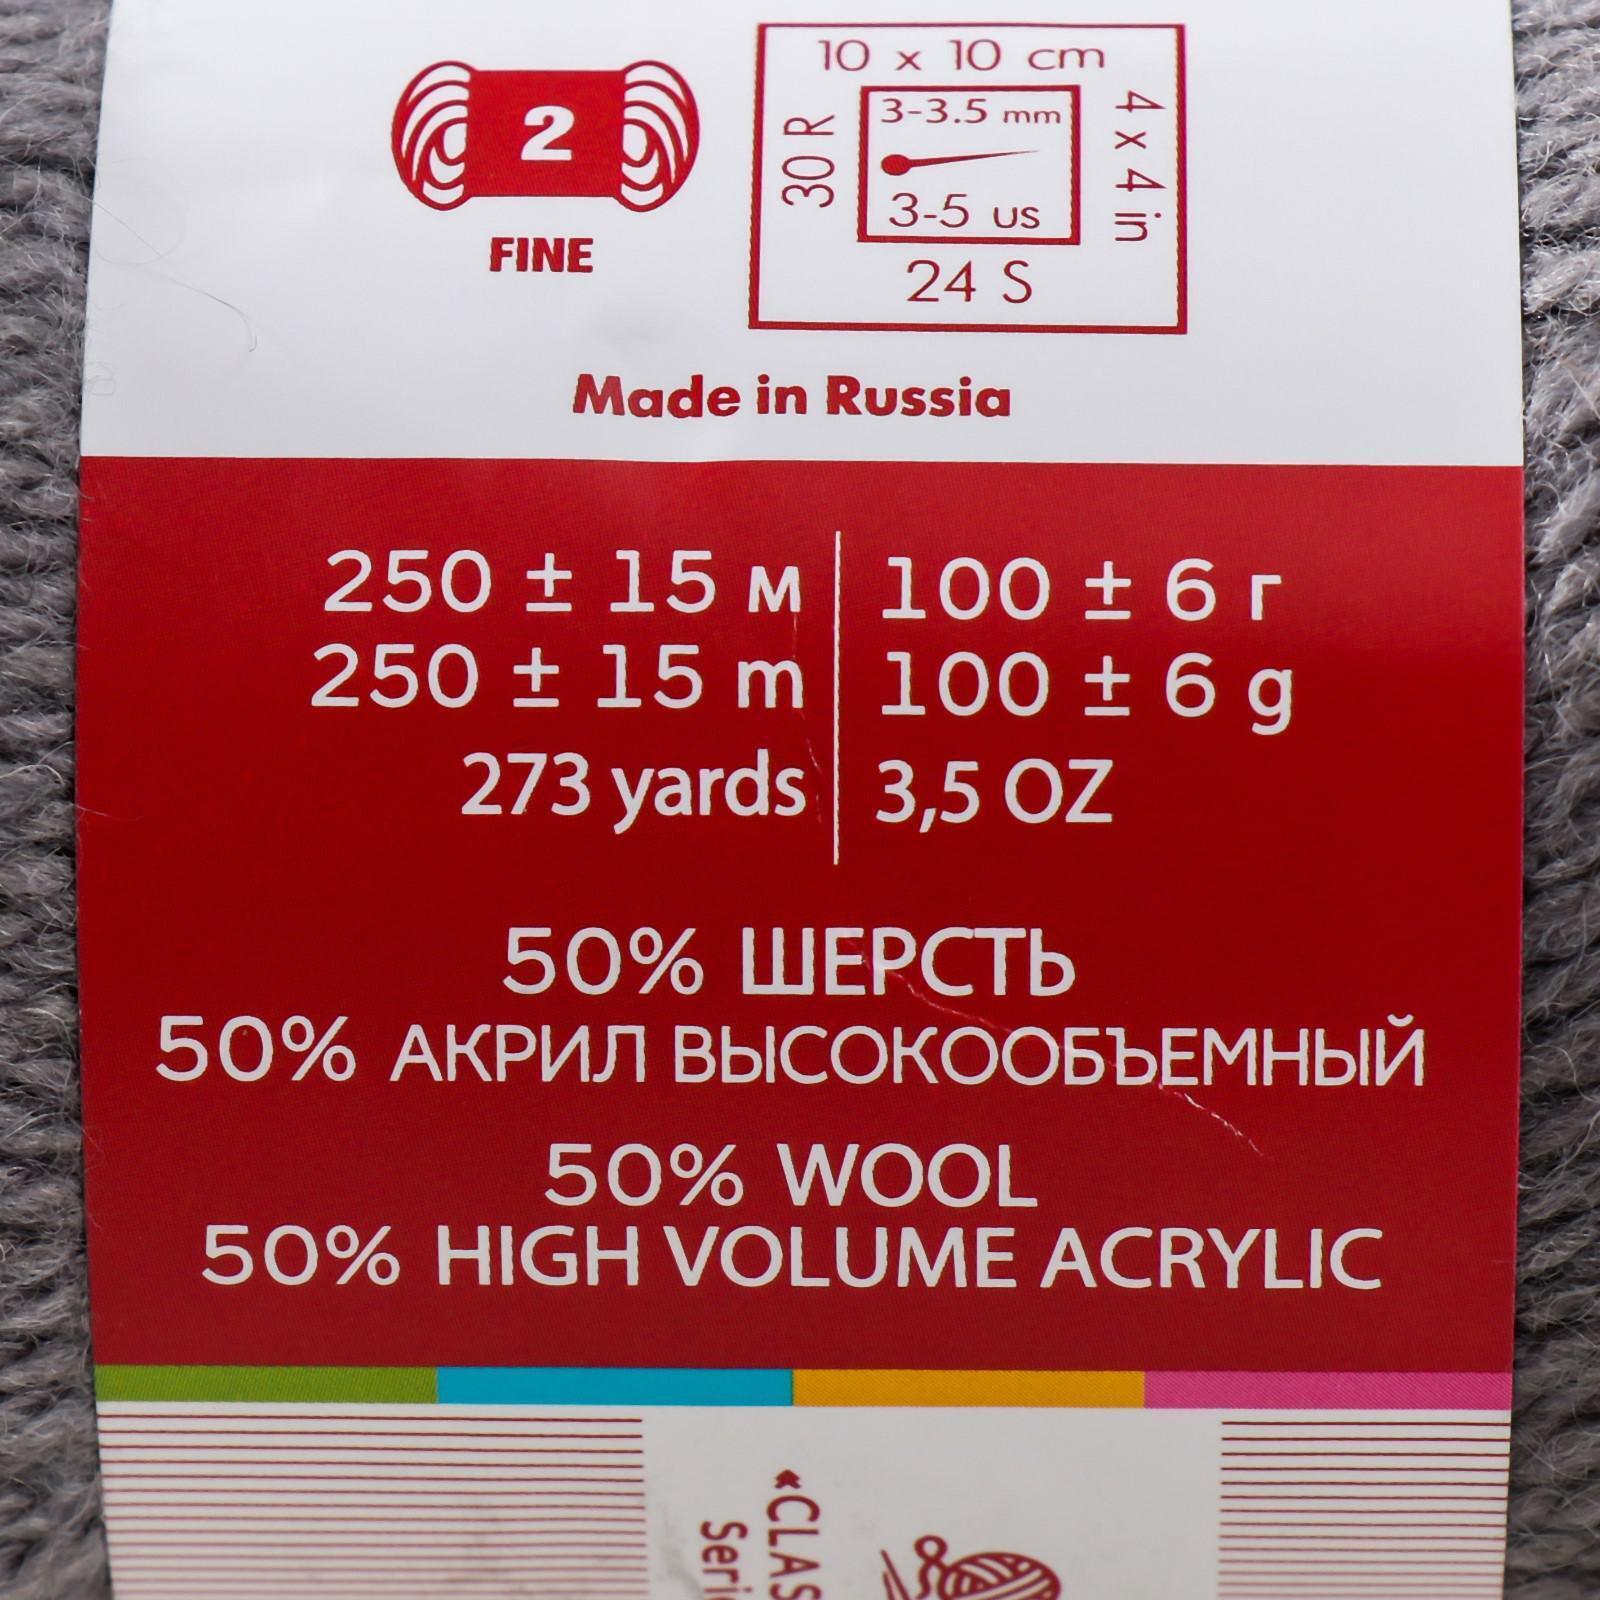 2
FINE
10 x 10 cm
30 R
3-3.5 mm
3-5 us
4 x 4 in
24 S
Made in Russia
250 ± 15 м
250 ± 15 m
273 yards
100 ± 6 г
100 ± 6 g
3,5 OZ
50% ШЕРСТЬ
50% АКРИЛ ВЫСОКООБЪЕМНЫЙ
50% WOOL
50% HIGH VOLUME ACRYLIC
«CLAS
Seri